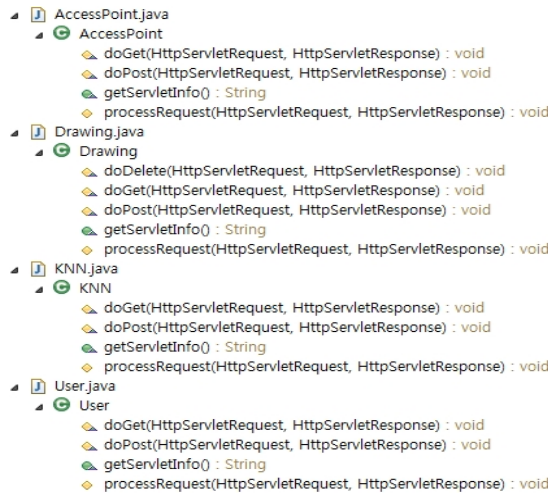 AccessPoint.java
AccessPoint
doGet(HttpServletRequest, HttpServletResponse) : void
doPost(HttpServletRequest, HttpServletResponse) : void
getServletInfo() : String
processRequest(HttpServletRequest, HttpServletResponse) : void
Drawing.java
Drawing
doDelete(HttpServletRequest, HttpServletResponse) : void
doGet(HttpServletRequest, HttpServletResponse) : void
doPost(HttpServletRequest, HttpServletResponse) : void
getServletInfo() : String
processRequest(HttpServletRequest, HttpServletResponse) : void
KNN.java
KNN
doGet(HttpServletRequest, HttpServletResponse) : void
doPost(HttpServletRequest, HttpServletResponse) : void
getServletInfo() : String
processRequest(HttpServletRequest, HttpServletResponse) : void
User.java
User
doGet(HttpServletRequest, HttpServletResponse) : void
doPost(HttpServletRequest, HttpServletResponse) : void
getServletInfo() : String
processRequest(HttpServletRequest, HttpServletResponse) : void